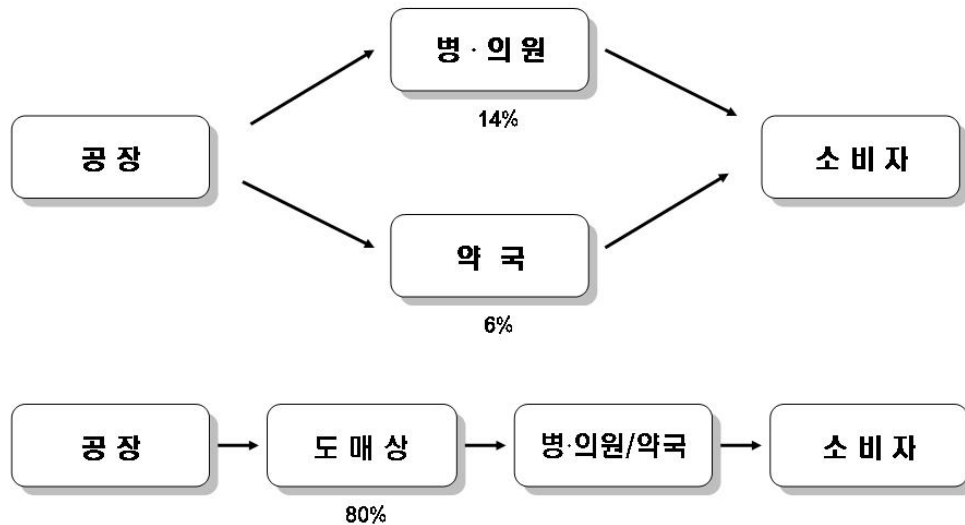 병·의 원
14%
공 장
소 비 자
약 국
6%
공 장
도 매 상
병·의원/약국
소 비 자
80%